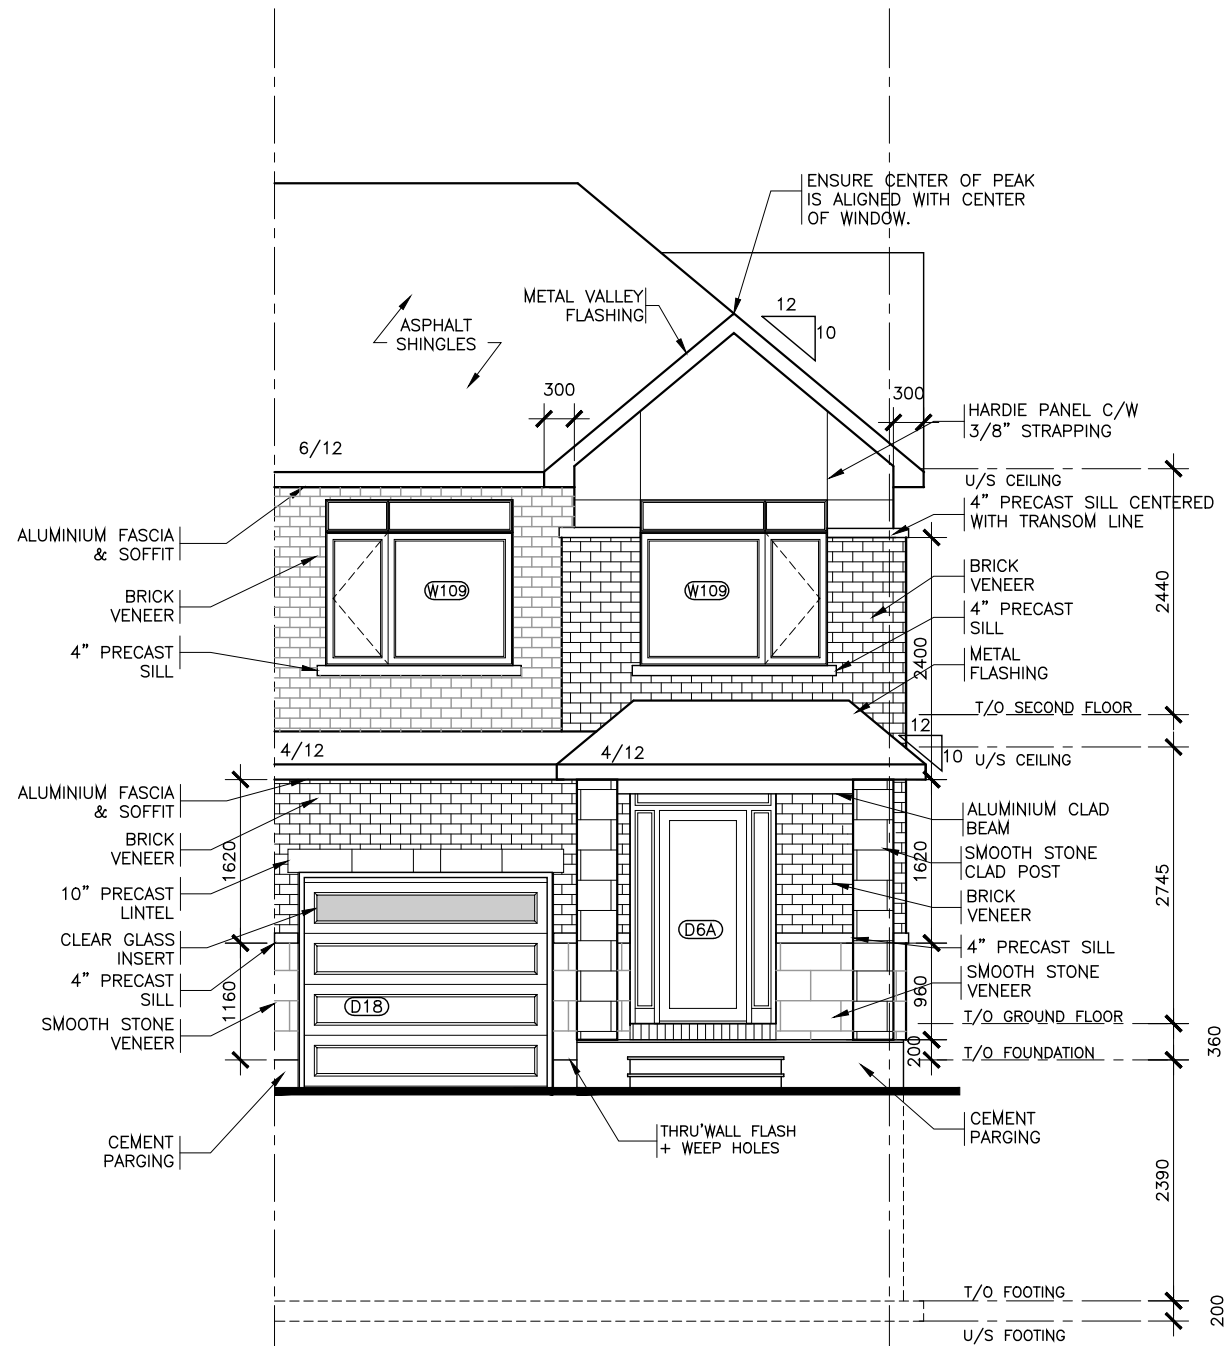 ENSURE CENTER OF PEAK
IS ALIGNED WITH CENTER
OF WINDOW.
METAL VALLEY
FLASHING
12
10
ASPHALT
SHINGLES
300
300
HARDIE PANEL C/W
3/8" STRAPPING
6/12
U/S CEILING
4" PRECAST SILL CENTERED
WITH TRANSOM LINE
ALUMINIUM FASCIA
& SOFFIT
BRICK
VENEER
W109
W109
BRICK
VENEER
2440
4" PRECAST
SILL
4" PRECAST
SILL
2400
METAL
FLASHING
T/O SECOND FLOOR
12
10
4/12
4/12
U/S CEILING
ALUMINIUM FASCIA
& SOFFIT
ALUMINIUM CLAD
BEAM
BRICK
VENEER
1620
1620
SMOOTH STONE
CLAD POST
2745
10" PRECAST
LINTEL
BRICK
VENEER
D6A
CLEAR GLASS
INSERT
4" PRECAST SILL
4" PRECAST
SILL
SMOOTH STONE
VENEER
1160
D18
960
T/O GROUND FLOOR
SMOOTH STONE
VENEER
200
T/O FOUNDATION
360
CEMENT
PARGING
THRU'WALL FLASH
+ WEEP HOLES
CEMENT
PARGING
2390
T/O FOOTING
200
U/S FOOTING